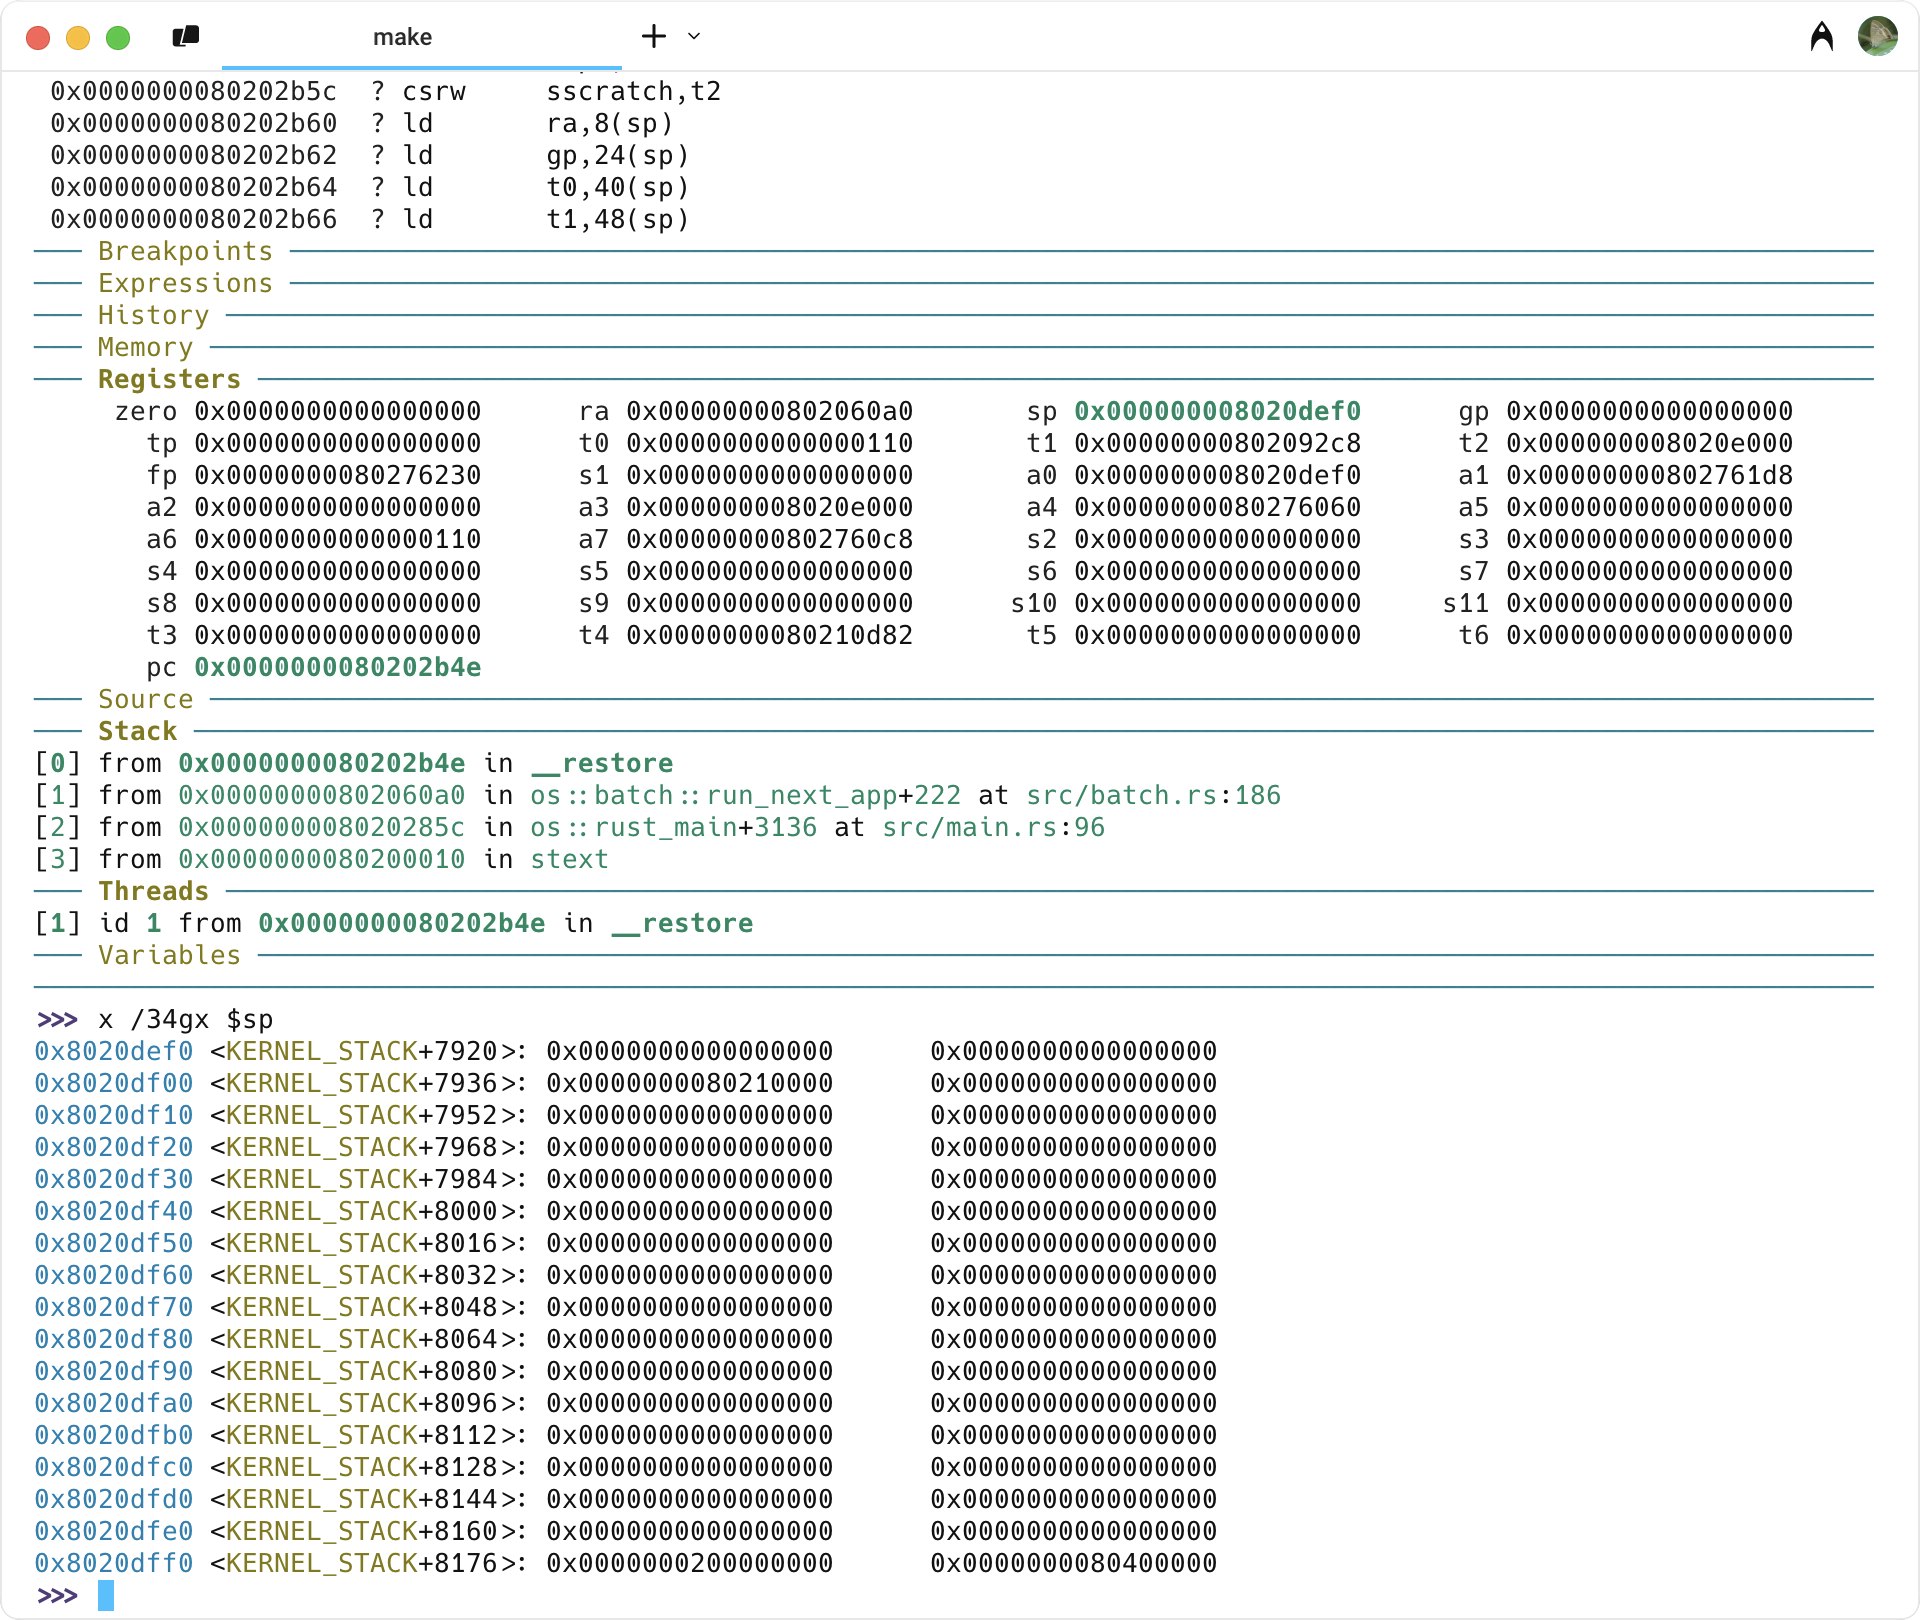 make
0x0000000080202b5c  ? csrw     sscratch,t2
0x0000000080202b60  ? ld       ra,8(sp)
0x0000000080202b62  ? ld       gp,24(sp)
0x0000000080202b64  ? ld       t0,40(sp)
0x0000000080202b66  ? ld       t1,48(sp)
Breakpoints
Expressions
History
Memory
Registers
zero 0x0000000000000000      ra 0x00000000802060a0       sp 0x000000008020def0      gp 0x0000000000000000
tp 0x0000000000000000      t0 0x0000000000000110       t1 0x00000000802092c8      t2 0x000000008020e000
fp 0x0000000080276230      s1 0x0000000000000000       a0 0x000000008020def0      a1 0x00000000802761d8
a2 0x0000000000000000      a3 0x000000008020e000       a4 0x0000000080276060      a5 0x0000000000000000
a6 0x0000000000000110      a7 0x00000000802760c8       s2 0x0000000000000000      s3 0x0000000000000000
s4 0x0000000000000000      s5 0x0000000000000000       s6 0x0000000000000000      s7 0x0000000000000000
s8 0x0000000000000000      s9 0x0000000000000000      s10 0x0000000000000000     s11 0x0000000000000000
t3 0x0000000000000000      t4 0x0000000080210d82       t5 0x0000000000000000      t6 0x0000000000000000
pc 0x0000000080202b4e
Source
Stack
[0] from 0x0000000080202b4e in __restore
[1] from 0x00000000802060a0 in os::batch::run_next_app+222 at src/batch.rs:186
[2] from 0x000000008020285c in os::rust_main+3136 at src/main.rs:96
[3] from 0x0000000080200010 in stext
Threads
[1] id 1 from 0x0000000080202b4e in __restore
Variables
>>> x /34gx $sp
0x8020def0 <KERNEL_STACK+7920>: 0x0000000000000000      0x0000000000000000
0x8020df00 <KERNEL_STACK+7936>: 0x0000000080210000      0x0000000000000000
0x8020df10 <KERNEL_STACK+7952>: 0x0000000000000000      0x0000000000000000
0x8020df20 <KERNEL_STACK+7968>: 0x0000000000000000      0x0000000000000000
0x8020df30 <KERNEL_STACK+7984>: 0x0000000000000000      0x0000000000000000
0x8020df40 <KERNEL_STACK+8000>: 0x0000000000000000      0x0000000000000000
0x8020df50 <KERNEL_STACK+8016>: 0x0000000000000000      0x0000000000000000
0x8020df60 <KERNEL_STACK+8032>: 0x0000000000000000      0x0000000000000000
0x8020df70 <KERNEL_STACK+8048>: 0x0000000000000000      0x0000000000000000
0x8020df80 <KERNEL_STACK+8064>: 0x0000000000000000      0x0000000000000000
0x8020df90 <KERNEL_STACK+8080>: 0x0000000000000000      0x0000000000000000
0x8020dfa0 <KERNEL_STACK+8096>: 0x0000000000000000      0x0000000000000000
0x8020dfb0 <KERNEL_STACK+8112>: 0x0000000000000000      0x0000000000000000
0x8020dfc0 <KERNEL_STACK+8128>: 0x0000000000000000      0x0000000000000000
0x8020dfd0 <KERNEL_STACK+8144>: 0x0000000000000000      0x0000000000000000
0x8020dfe0 <KERNEL_STACK+8160>: 0x0000000000000000      0x0000000000000000
0x8020dff0 <KERNEL_STACK+8176>: 0x0000000200000000      0x0000000080400000
>>>